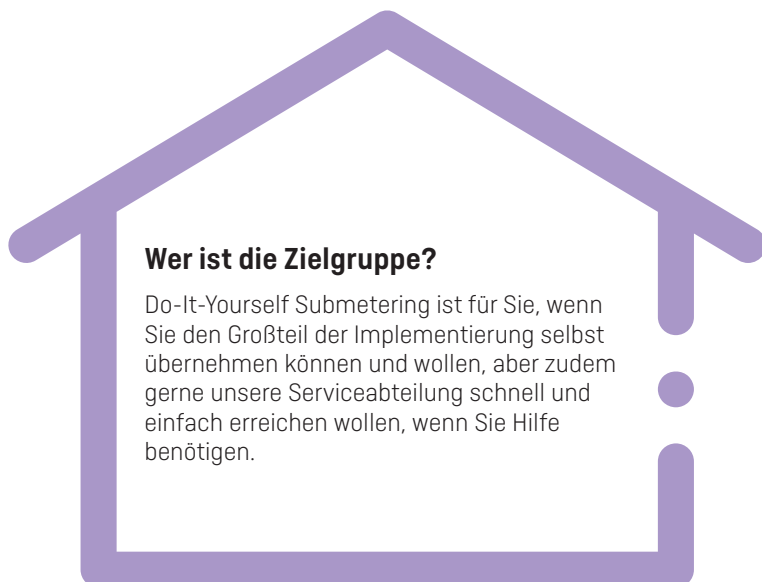 Wer ist die Zielgruppe?
Do-It-Yourself Submetering ist für Sie, wenn
Sie den Großteil der Implementierung selbst
übernehmen können und wollen, aber zudem
gerne unsere Serviceabteilung schnell und
einfach erreichen wollen, wenn Sie Hilfe
benötigen.